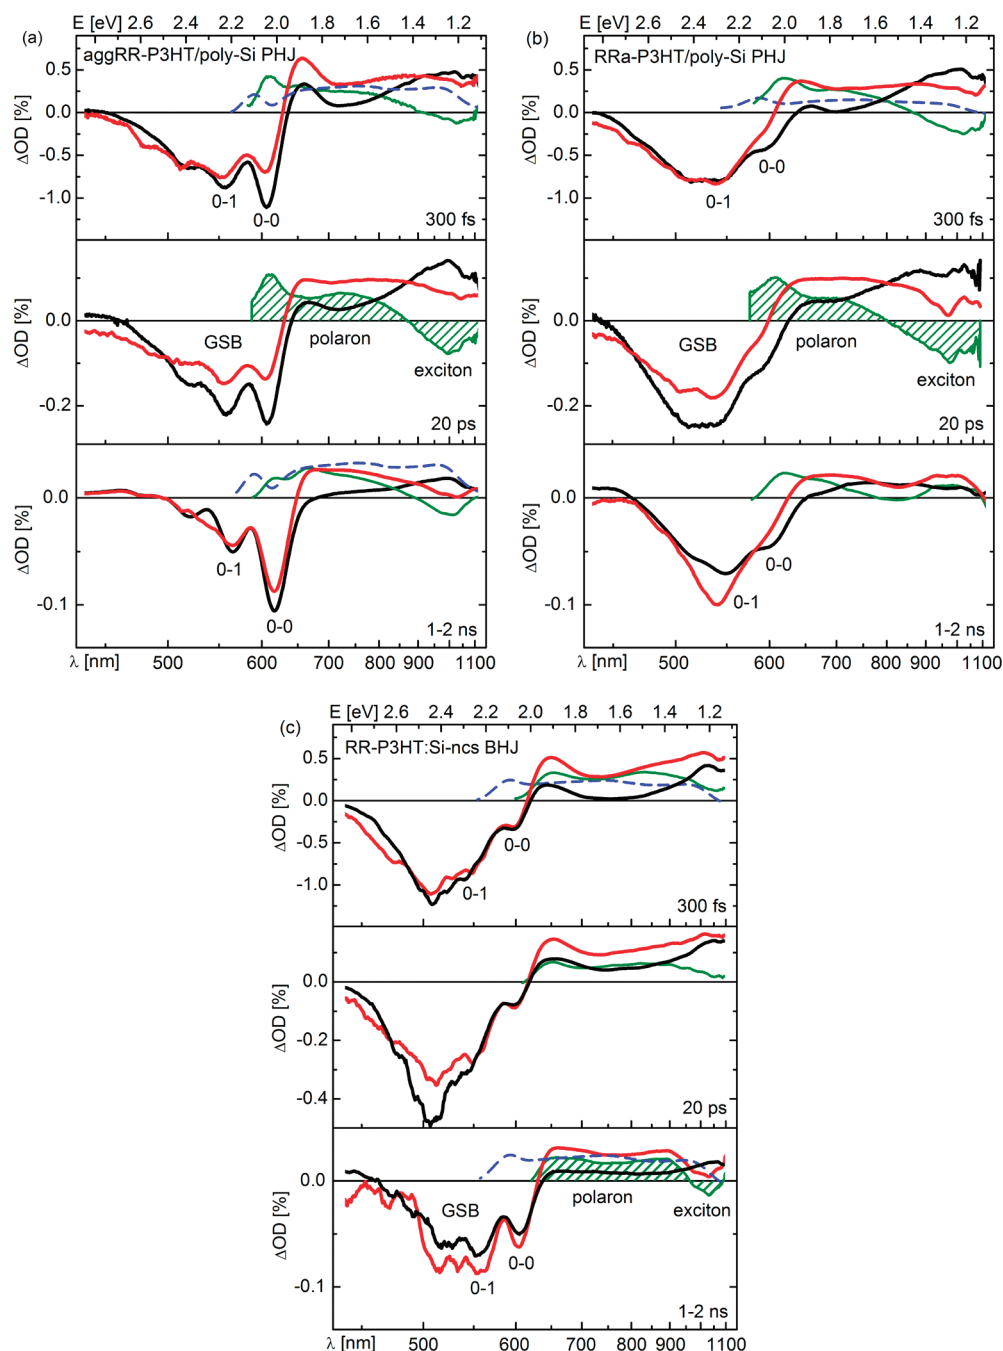 (a)
E [eV] 2.6 2.4 2.2 2.0 1.8 1.6 1.4 1.2
aggRR-P3HT/poly-Si PHJ
ΔOD [%]
0.5
0.0
-0.5
-1.0
0-1
0-0
300 fs
ΔOD [%]
0.0
-0.2
GSB
polaron
exciton
20 ps
ΔOD [%]
0.0
-0.1
0-1
0-0
1-2 ns
λ [nm] 500 600 700 800 900 1100
(b)
E [eV] 2.6 2.4 2.2 2.0 1.8 1.6 1.4 1.2
RRa-P3HT/poly-Si PHJ
ΔOD [%]
0.5
0.0
-0.5
-1.0
0-1
0-0
300 fs
ΔOD [%]
0.0
-0.2
GSB
polaron
exciton
20 ps
ΔOD [%]
0.0
-0.1
0-1
0-0
1-2 ns
λ [nm] 500 600 700 800 900 1100
(c)
E [eV] 2.6 2.4 2.2 2.0 1.8 1.6 1.4 1.2
RR-P3HT:Si-ncs BHJ
ΔOD [%]
0.5
0.0
-0.5
-1.0
0-1
0-0
300 fs
ΔOD [%]
0.0
-0.2
-0.4
20 ps
ΔOD [%]
0.0
-0.1
GSB
polaron
exciton
0-1
0-0
1-2 ns
λ [nm] 500 600 700 800 900 1100